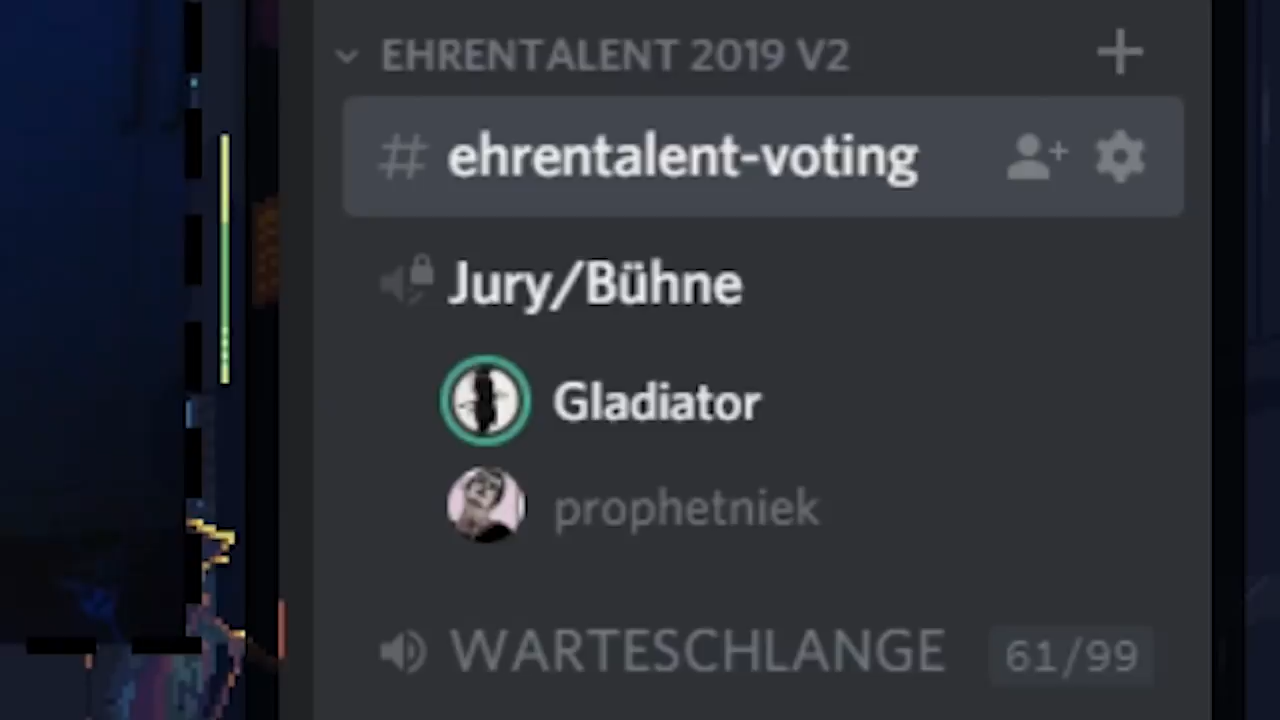 EHRENTALENT 2019 V2
# ehrentalent-voting
Jury/Bühne
Gladiator
prophetniek
WARTESCHLANGE 61/99